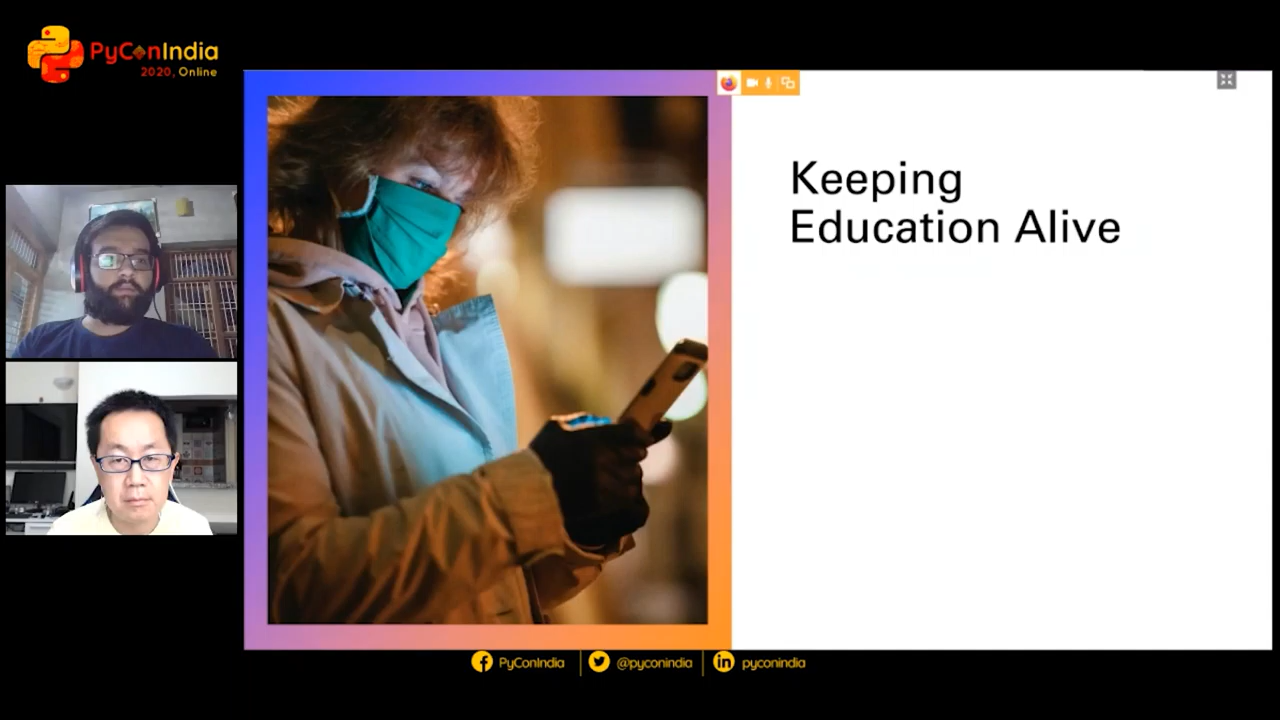 PyConIndia
2020, Online
Keeping
Education Alive
PyConIndia
@pyconindia
pyconindia